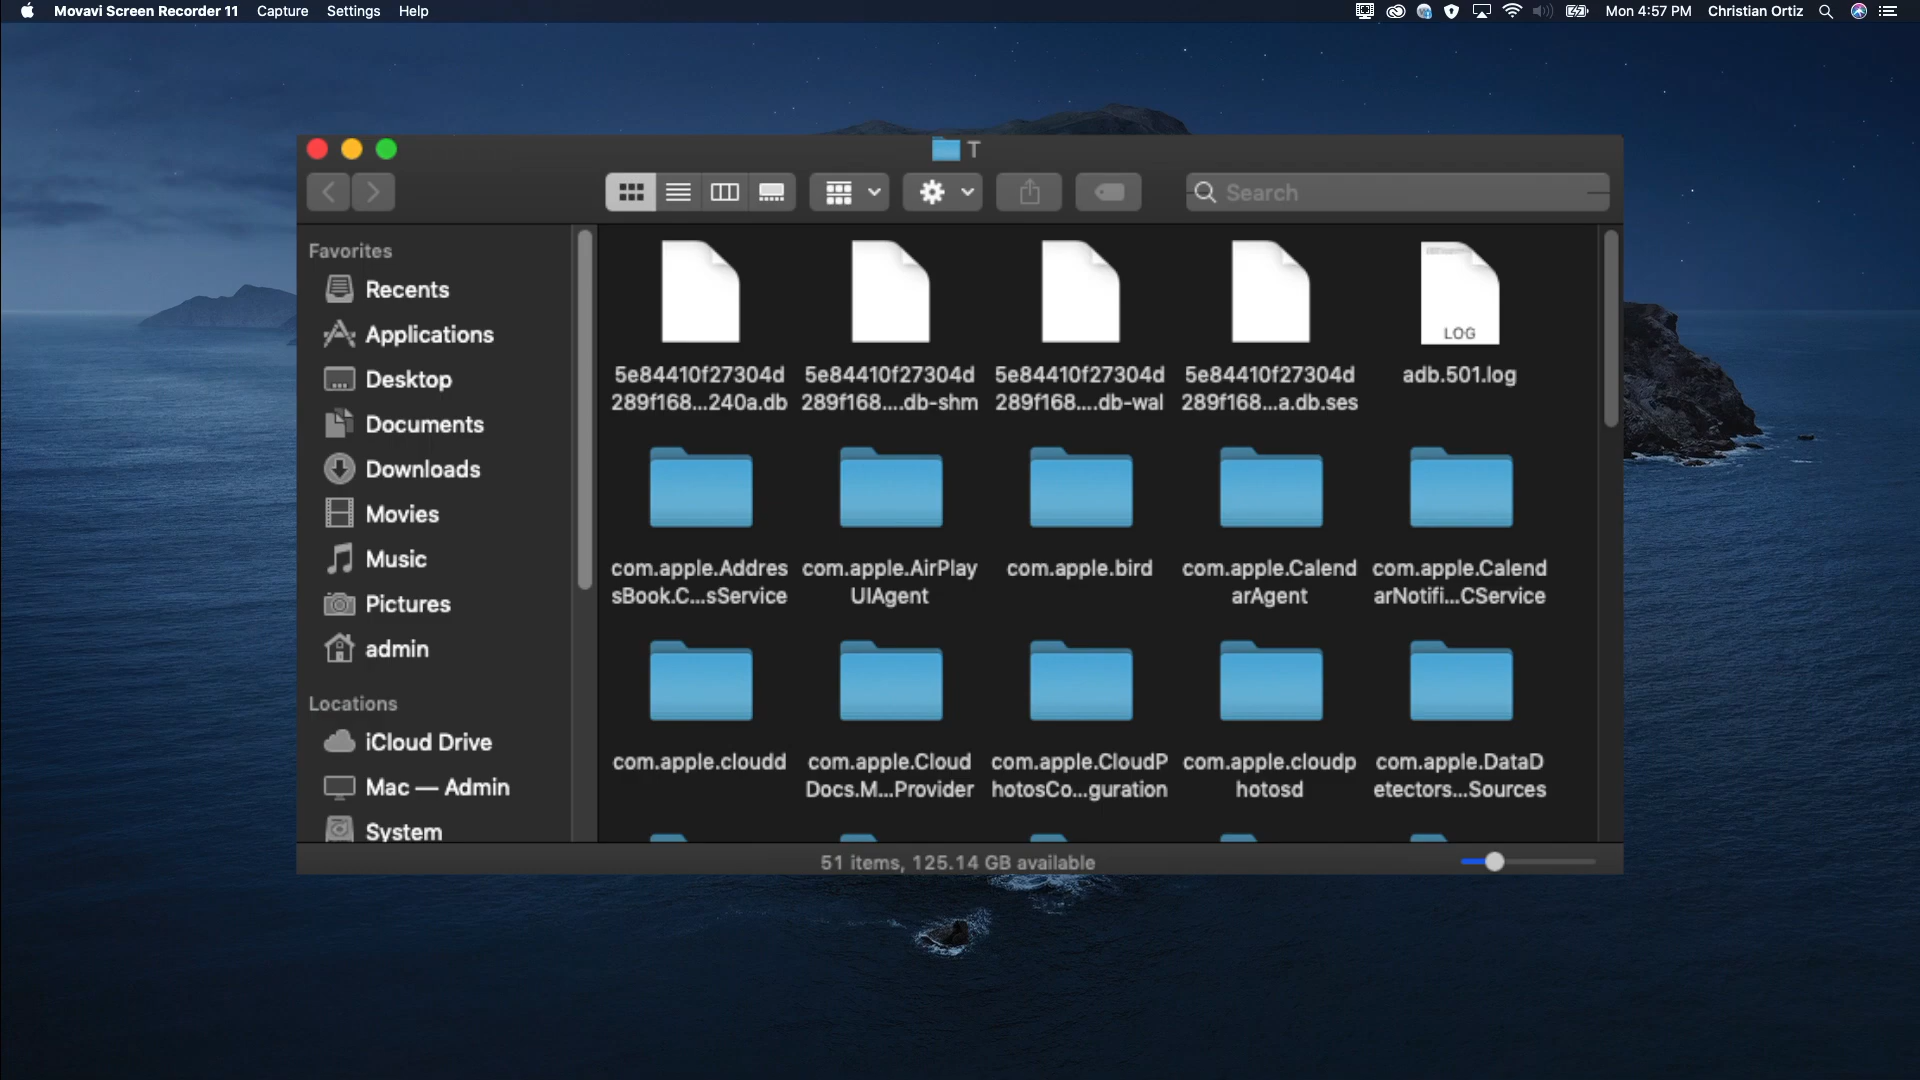 Movavi Screen Recorder 11 Capture Settings Help Mon 4:57 PM Christian Ortiz
T
Search
Favorites
Recents
Applications
Desktop
Documents
Downloads
Movies
Music
Pictures
admin
Locations
iCloud Drive
Mac — Admin
System
LOG
5e84410f27304d
289f168...240a.db
5e84410f27304d
289f168....db-shm
5e84410f27304d
289f168....db-wal
5e84410f27304d
289f168...a.db.ses
adb.501.log
com.apple.Addres
sBook.C...sService
com.apple.AirPlay
UIAgent
com.apple.bird
com.apple.Calend
arAgent
com.apple.Calend
arNotifi...CService
com.apple.cloudd
com.apple.Cloud
Docs.M...Provider
com.apple.CloudP
hotosCo...guration
com.apple.cloudp
hotosd
com.apple.DataD
etectors...Sources
51 items, 125.14 GB available